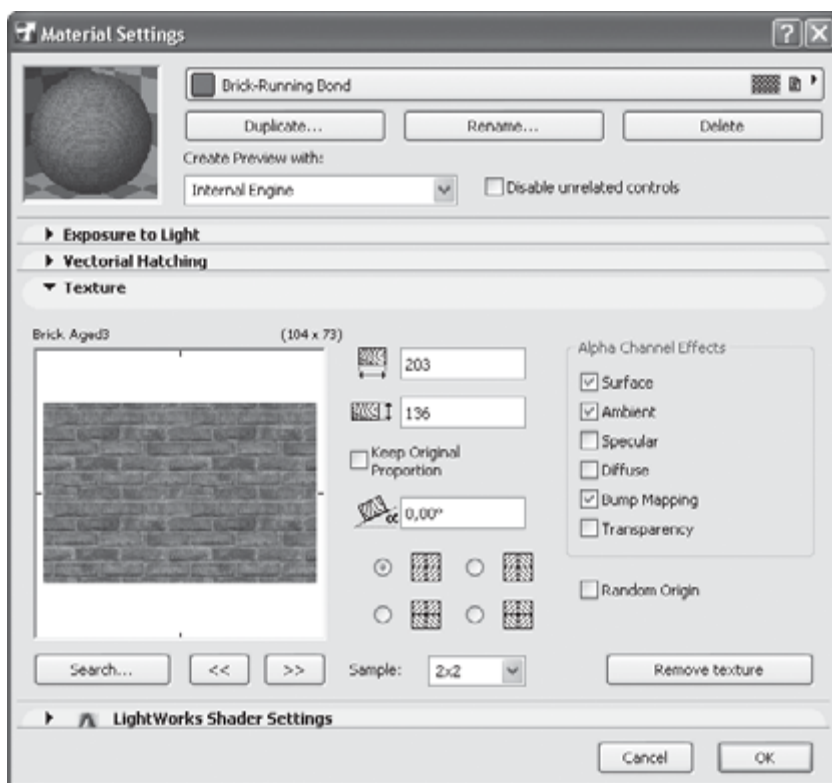 Material Settings
Brick-Running Bond
Duplicate...
Rename...
Delete
Create Preview with:
Internal Engine
Disable unrelated controls
Exposure to Light
Vectorial Hatching
Texture
Brick Aged3
(104 x 73)
203
136
Keep Original
Proportion
α
0,00°
Alpha Channel Effects
Surface
Ambient
Specular
Diffuse
Bump Mapping
Transparency
Random Origin
Search...
<<
>>
Sample:
2x2
Remove texture
LightWorks Shader Settings
Cancel
OK